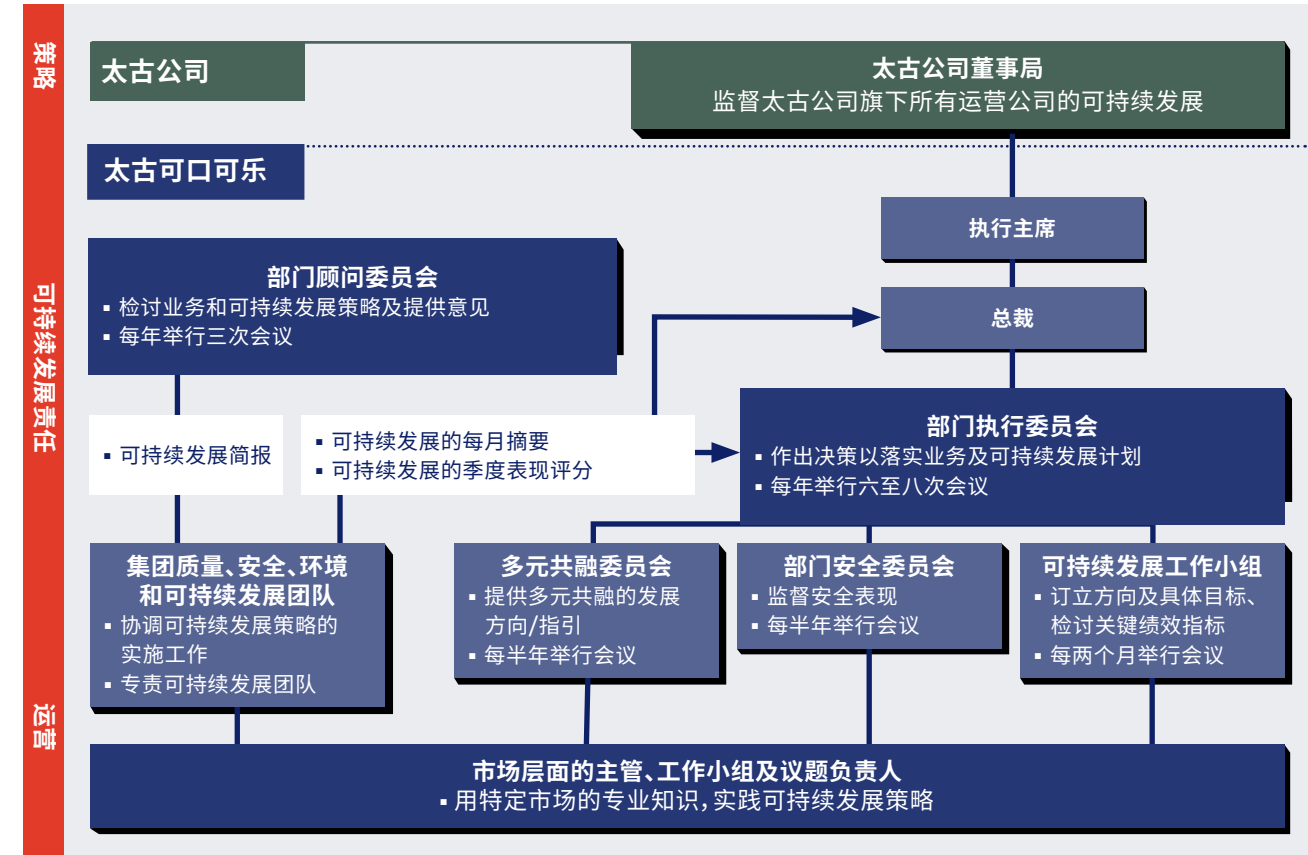 策略
太古公司
太古公司董事局
监督太古公司旗下所有运营公司的可持续发展
太古可口可乐
执行主席
可持续发展责任
部门顾问委员会
▪ 检讨业务和可持续发展策略及提供意见
▪ 每年举行三次会议
总裁
▪ 可持续发展简报
▪ 可持续发展的每月摘要
▪ 可持续发展的季度表现评分
部门执行委员会
▪ 作出决策以落实业务及可持续发展计划
▪ 每年举行六至八次会议
集团质量、安全、环境
和可持续发展团队
▪ 协调可持续发展策略的
实施工作
▪ 专责可持续发展团队
多元共融委员会
▪ 提供多元共融的发展
方向/指引
▪ 每半年举行会议
部门安全委员会
▪ 监督安全表现
▪ 每半年举行会议
可持续发展工作小组
▪ 订立方向及具体目标、
检讨关键绩效指标
▪ 每两个月举行会议
运营
市场层面的主管、工作小组及议题负责人
▪ 用特定市场的专业知识，实践可持续发展策略